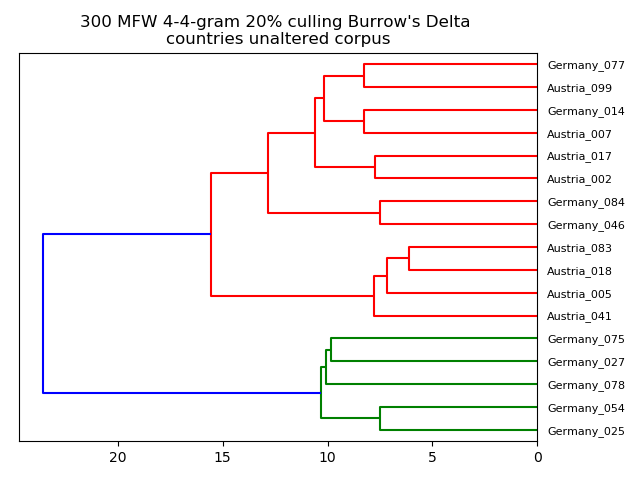 300 MFW 4-4-gram 20% culling Burrow's Delta
countries unaltered corpus
Germany_077
Austria_099
Germany_014
Austria_007
Austria_017
Austria_002
Germany_084
Germany_046
Austria_083
Austria_018
Austria_005
Austria_041
Germany_075
Germany_027
Germany_078
Germany_054
Germany_025
20 15 10 5 0